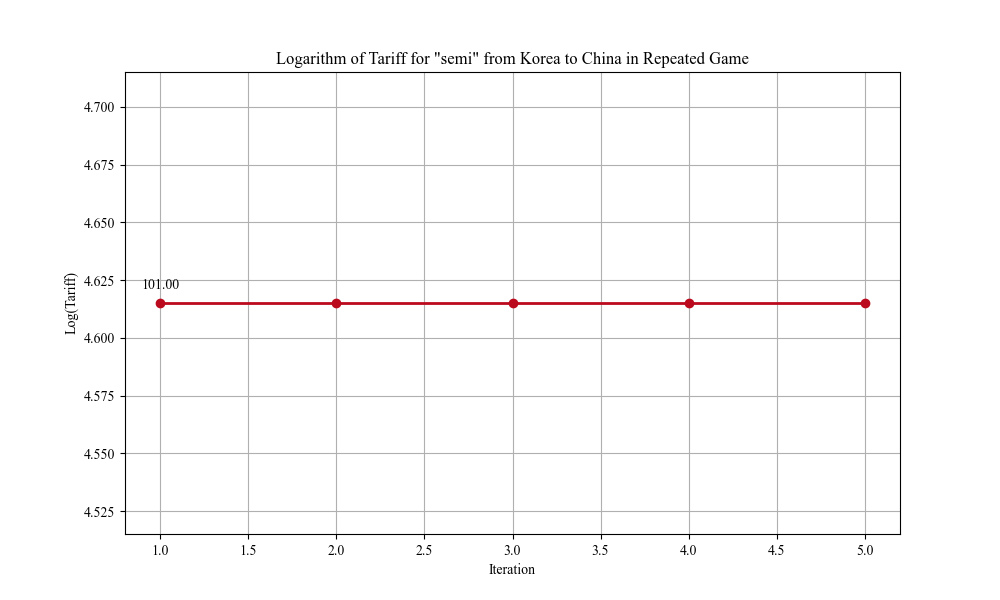 Logarithm of Tariff for "semi" from Korea to China in Repeated Game
4.700
4.675
4.650
4.625
4.600
4.575
4.550
4.525
Log(Tariff)
101.00
1.0 1.5 2.0 2.5 3.0 3.5 4.0 4.5 5.0
Iteration